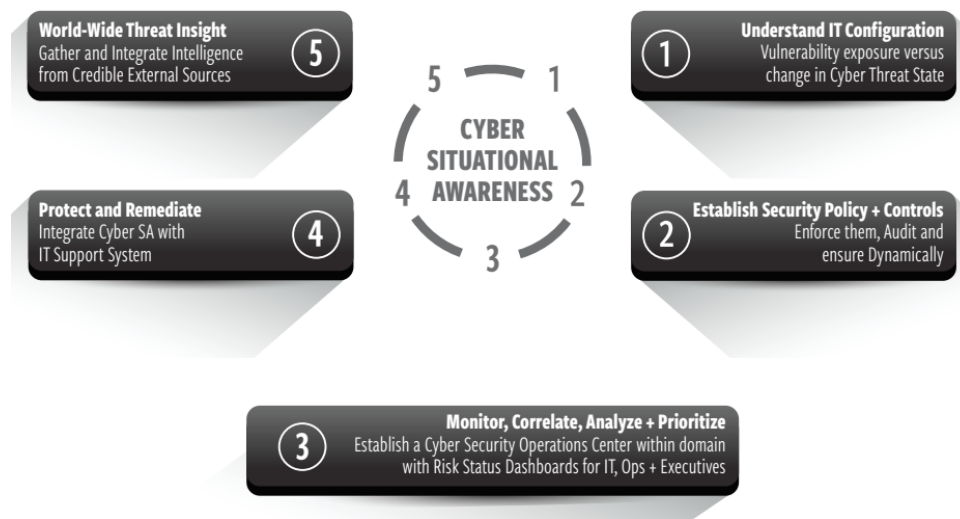 World-Wide Threat Insight
Gather and Integrate Intelligence
from Credible External Sources
5
1
Understand IT Configuration
Vulnerability exposure versus
change in Cyber Threat State
5
1
CYBER
SITUATIONAL
AWARENESS
4
2
3
Protect and Remediate
Integrate Cyber SA with
IT Support System
4
2
Establish Security Policy + Controls
Enforce them, Audit and
ensure Dynamically
3
Monitor, Correlate, Analyze + Prioritize
Establish a Cyber Security Operations Center within domain
with Risk Status Dashboards for IT, Ops + Executives